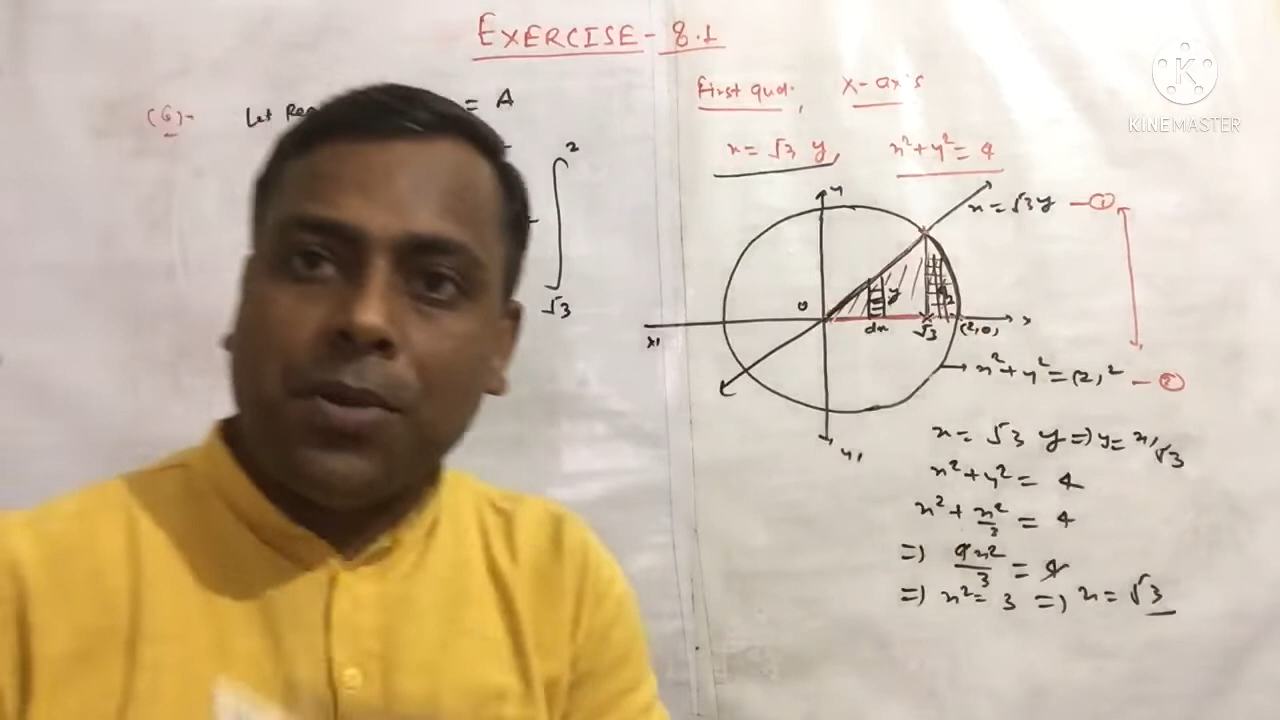 EXERCISE - 8.1
KINEMASTER
First quad., X-axis
x = √3 y, x² + y² = 4
(6)- Let = A
∫ 2 √3
y
x = √3 y - ①
0 y dx √3 (2,0) x
x'
x² + y² = (2)² - ②
y'
x = √3 y => y = x/√3
x² + y² = 4
x² + x²/3 = 4
=> 4x²/3 = 4
=> x² = 3 => x = √3